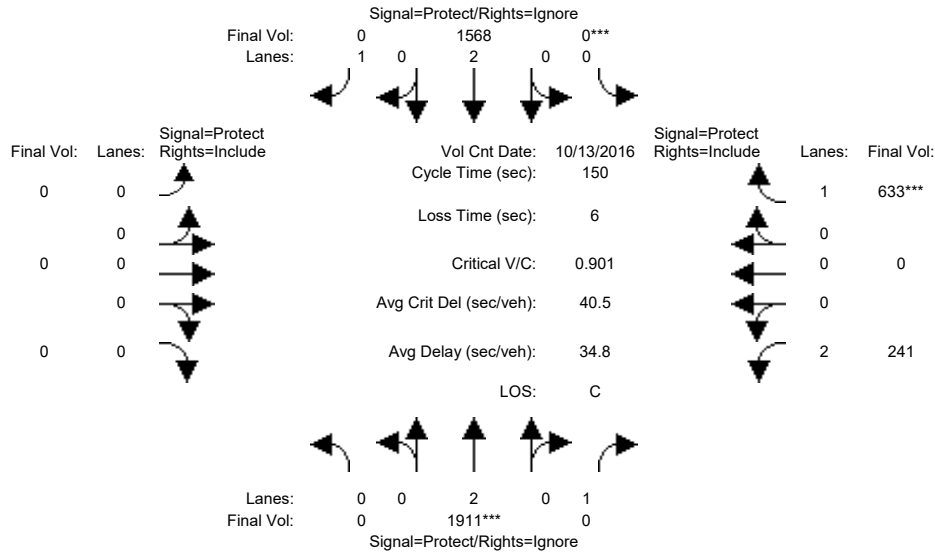 Signal=Protect/Rights=Ignore
Final Vol: 0 1568 0***
Lanes: 1 0 2 0 0
Signal=Protect Signal=Protect
Final Vol: Lanes: Rights=Include Vol Cnt Date: 10/13/2016 Rights=Include Lanes: Final Vol:
Cycle Time (sec): 150
0 0 1 633***
Loss Time (sec): 6
0 0
0 0 Critical V/C: 0.901 0 0
0 Avg Crit Del (sec/veh): 40.5 0
0 0 Avg Delay (sec/veh): 34.8 2 241
LOS: C
Lanes: 0 0 2 0 1
Final Vol: 0 1911*** 0
Signal=Protect/Rights=Ignore